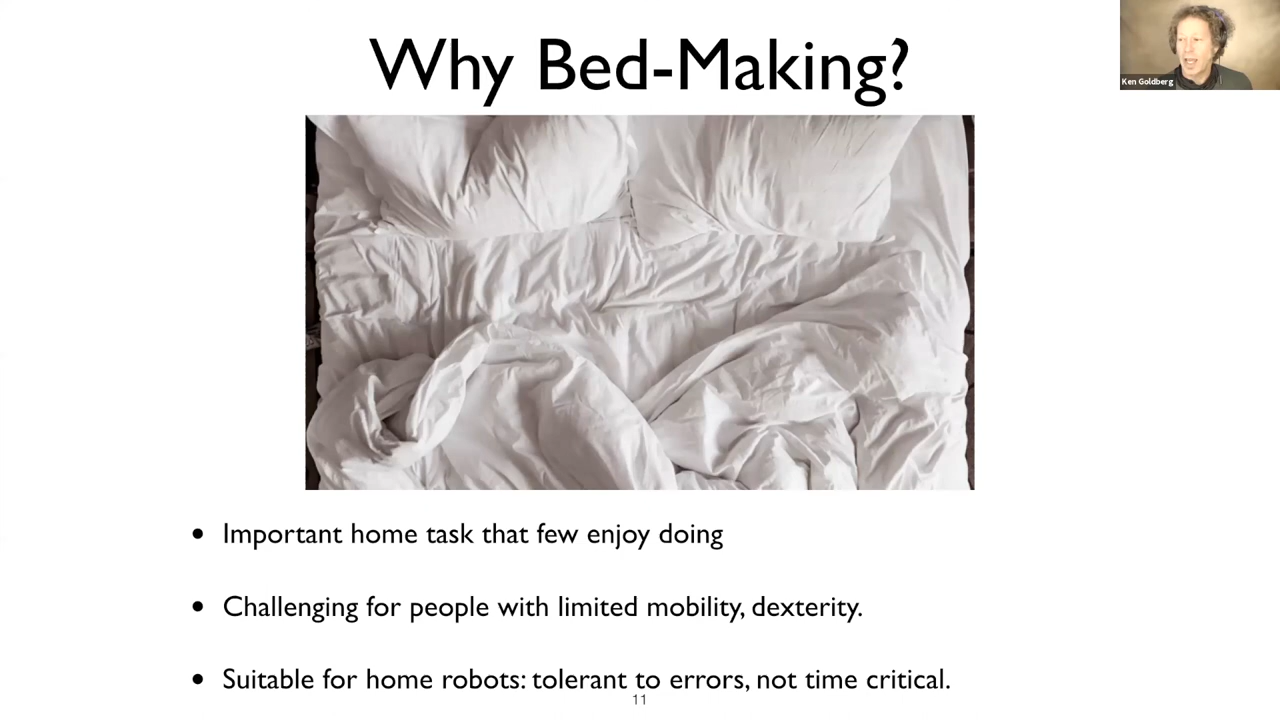 Why Bed-Making?
Ken Goldberg
• Important home task that few enjoy doing
• Challenging for people with limited mobility, dexterity.
• Suitable for home robots: tolerant to errors, not time critical.
11